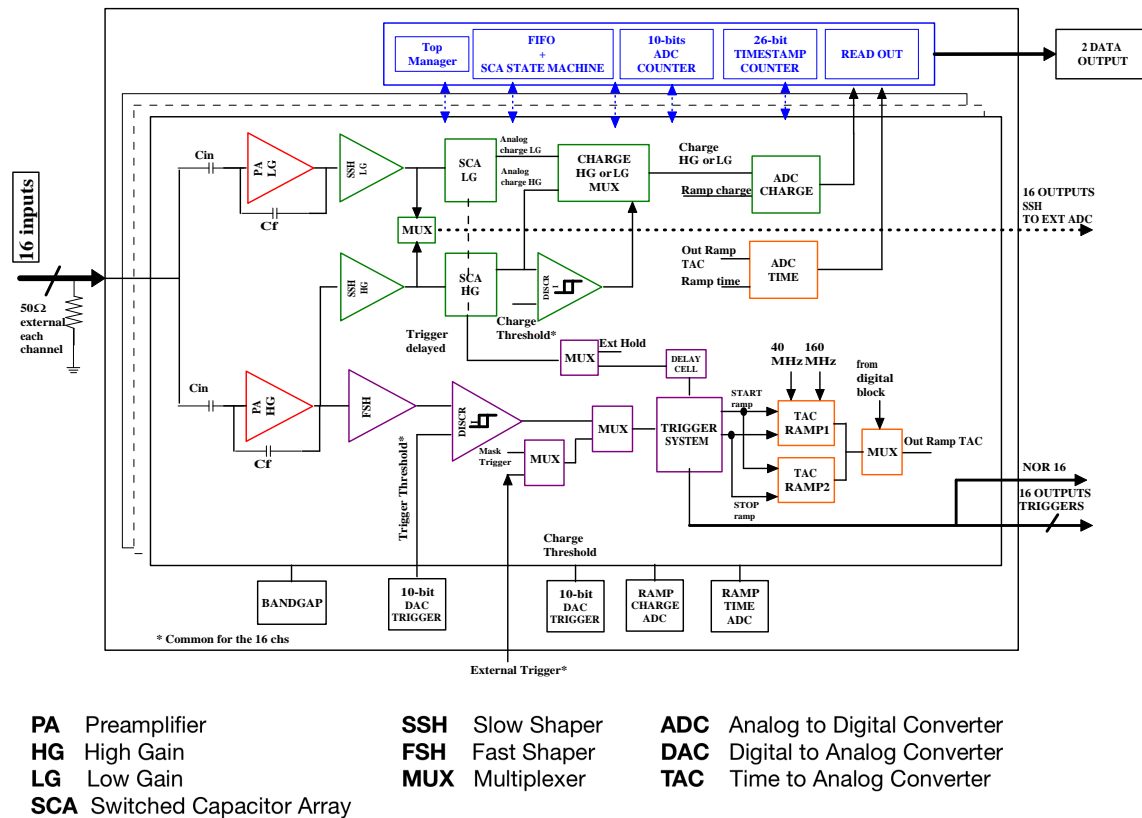 Top
Manager
FIFO
+
SCA STATE MACHINE
10-bits
ADC
COUNTER
26-bit
TIMESTAMP
COUNTER
READ OUT
2 DATA
OUTPUT
Cin
PA
LG
Cf
SSH
LG
SCA
LG
Analog
charge LG
Analog
charge HG
CHARGE
HG or LG
MUX
Charge
HG or LG
Ramp charge
ADC
CHARGE
16 inputs
MUX
16 OUTPUTS
SSH
TO EXT ADC
SSH
HG
SCA
HG
DISCRI
Charge
Threshold*
Out Ramp
TAC
Ramp time
ADC
TIME
50Ω
external
each
channel
Trigger
delayed
MUX
Ext Hold
DELAY
CELL
40
MHz
160
MHz
from
digital
block
Cin
PA
HG
Cf
FSH
DISCRI
Trigger Threshold*
Mask
Trigger
MUX
MUX
TRIGGER
SYSTEM
START
ramp
STOP
ramp
TAC
RAMP1
TAC
RAMP2
MUX
Out Ramp TAC
NOR 16
16 OUTPUTS
TRIGGERS
Charge
Threshold
BANDGAP
10-bit
DAC
TRIGGER
10-bit
DAC
TRIGGER
RAMP
CHARGE
ADC
RAMP
TIME
ADC
* Common for the 16 chs
External Trigger*
PA Preamplifier
HG High Gain
LG Low Gain
SCA Switched Capacitor Array
SSH Slow Shaper
FSH Fast Shaper
MUX Multiplexer
ADC Analog to Digital Converter
DAC Digital to Analog Converter
TAC Time to Analog Converter